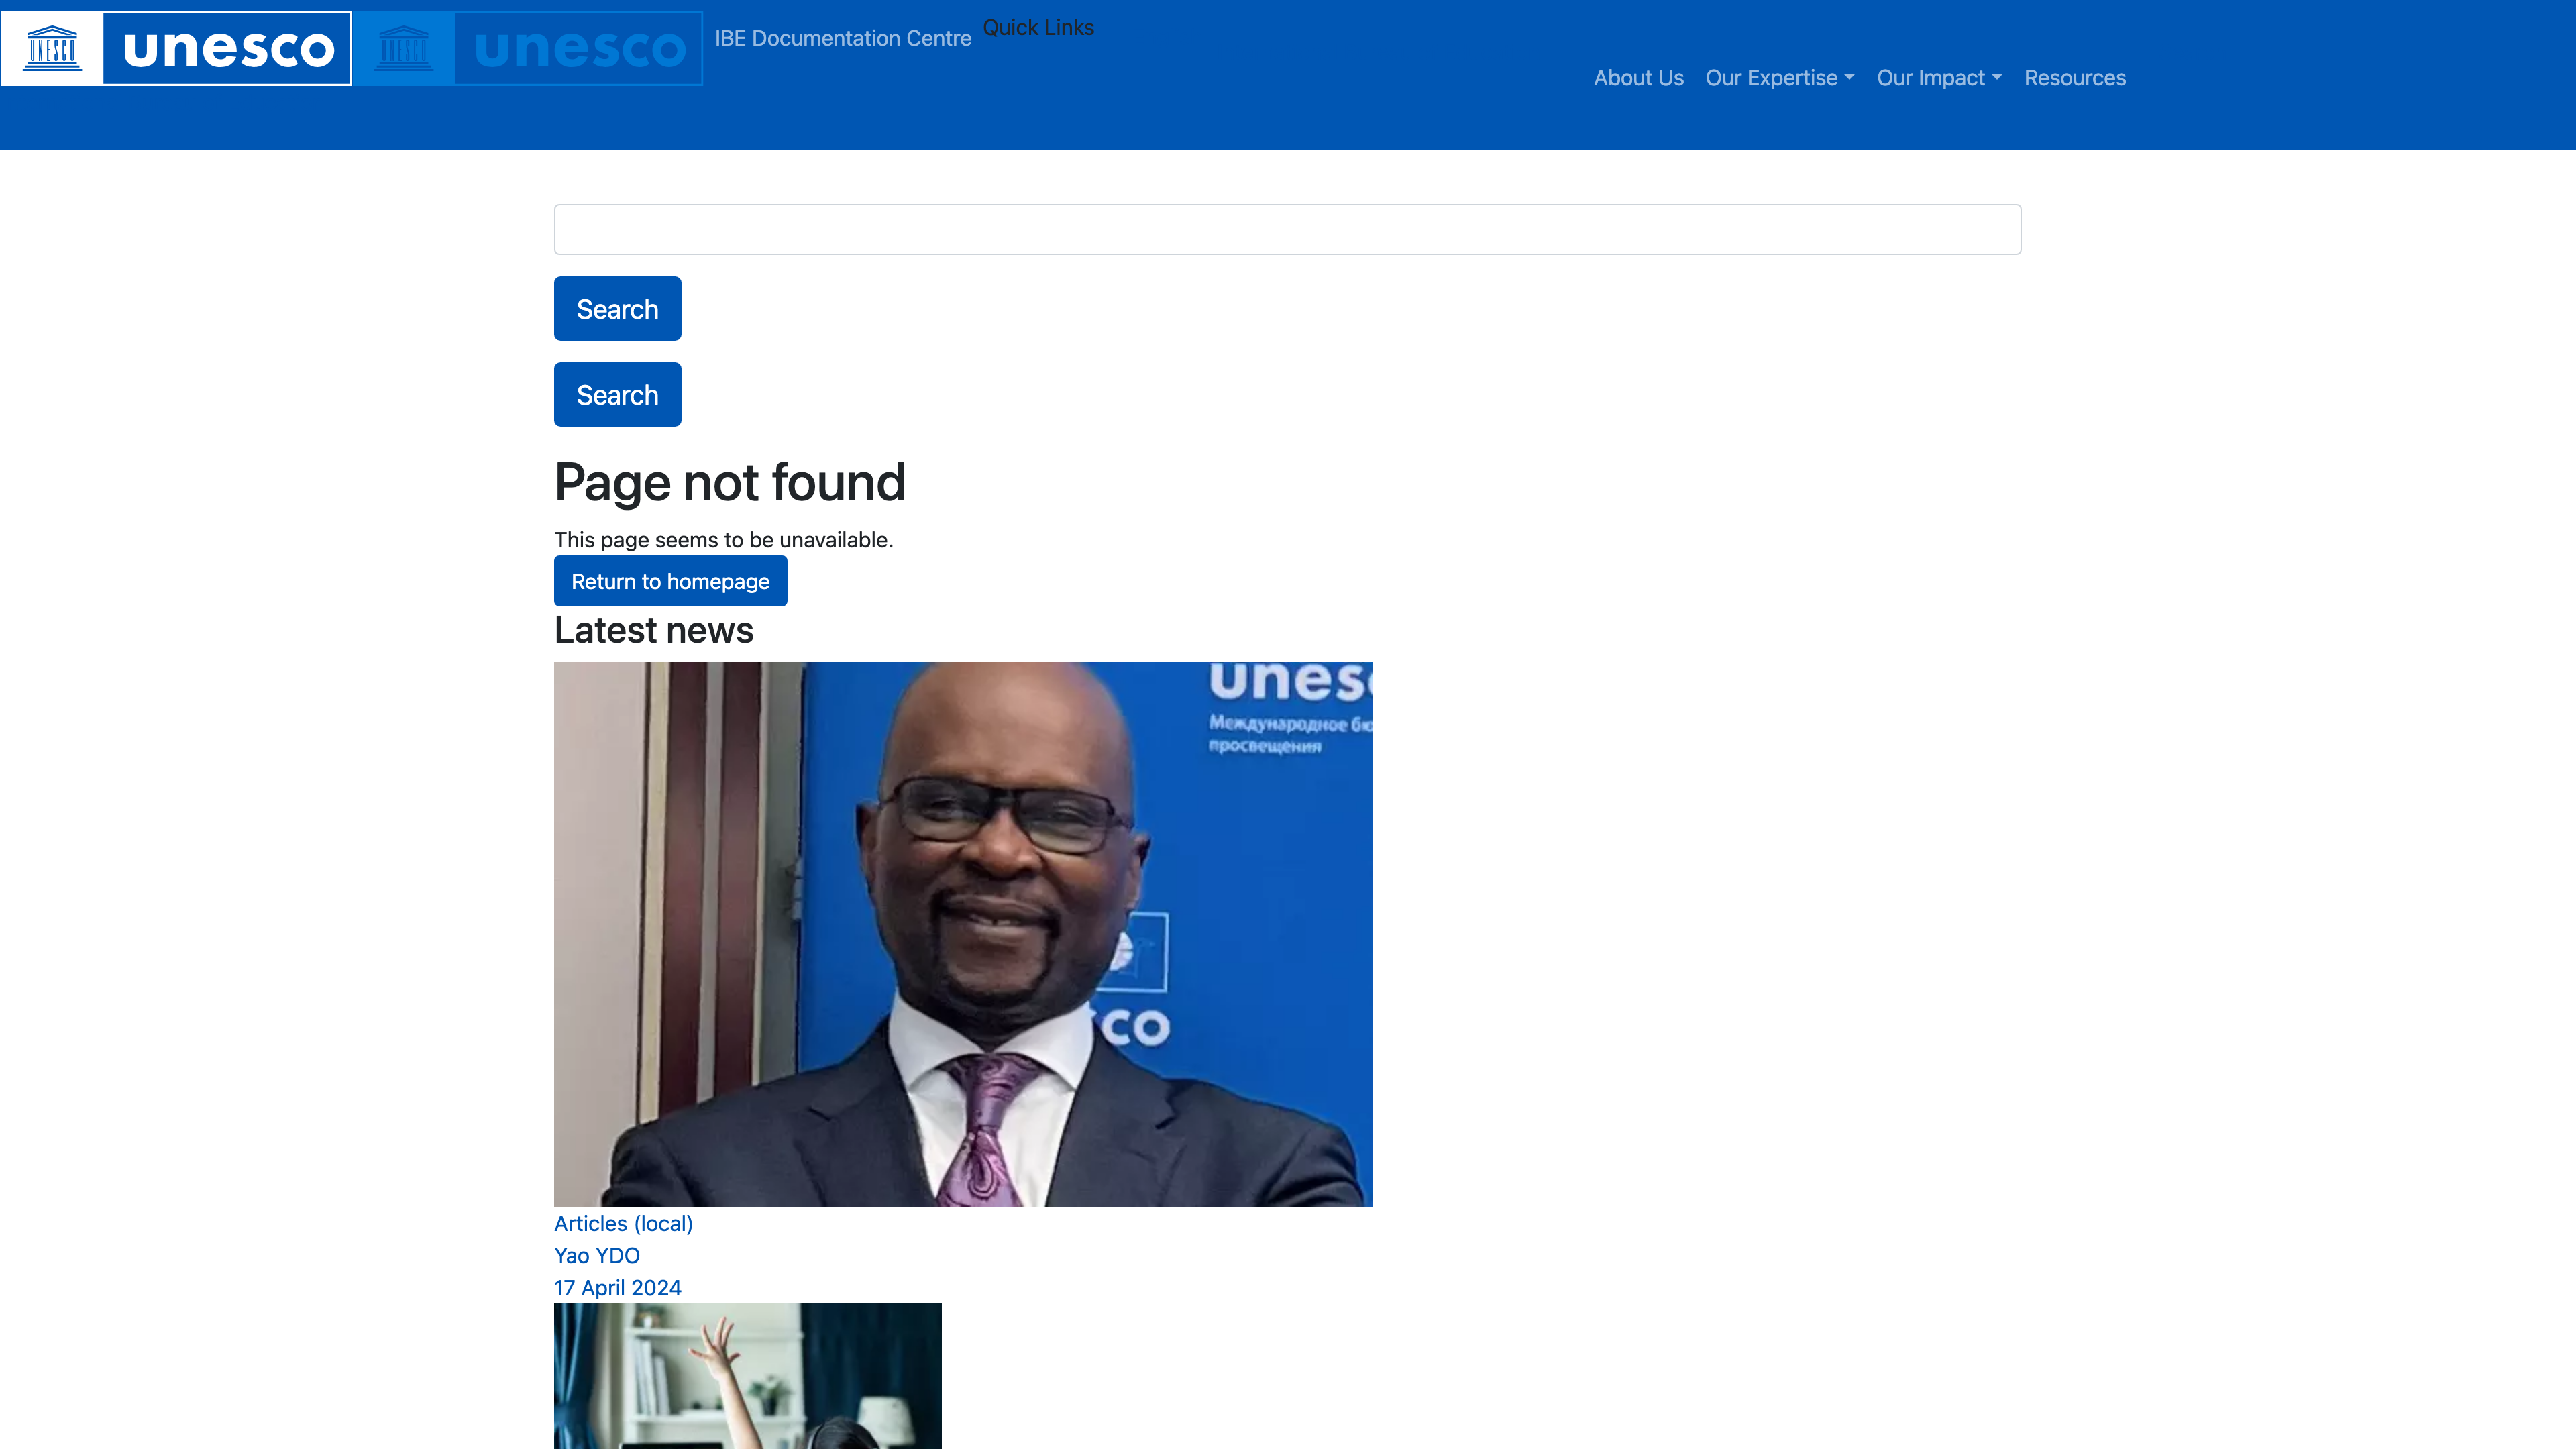 UNESCO
unesco
UNESCO
unesco
IBE Documentation Centre
Quick Links
About Us
Our Expertise
Our Impact
Resources
Search
Search
Page not found
This page seems to be unavailable.
Return to homepage
Latest news
unes
Международное бю
просвещения
sco
Articles (local)
Yao YDO
17 April 2024